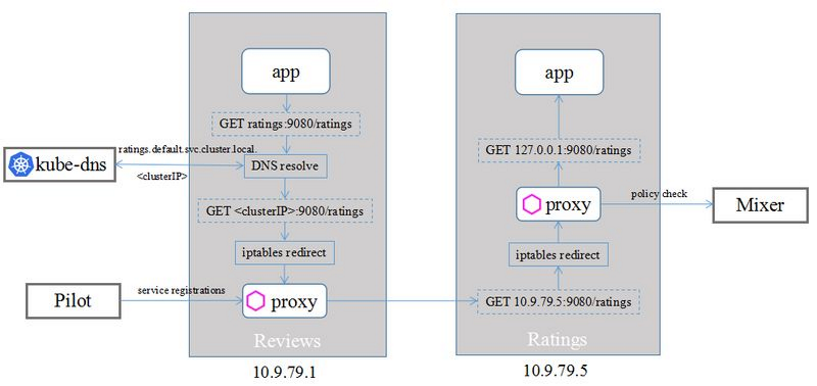 app
GET ratings:9080/ratings
ratings.default.svc.cluster.local.
kube-dns
<clusterIP>
DNS resolve
GET <clusterIP>:9080/ratings
iptables redirect
Pilot
service registrations
proxy
Reviews
10.9.79.1
app
GET 127.0.0.1:9080/ratings
proxy
policy check
Mixer
iptables redirect
GET 10.9.79.5:9080/ratings
Ratings
10.9.79.5